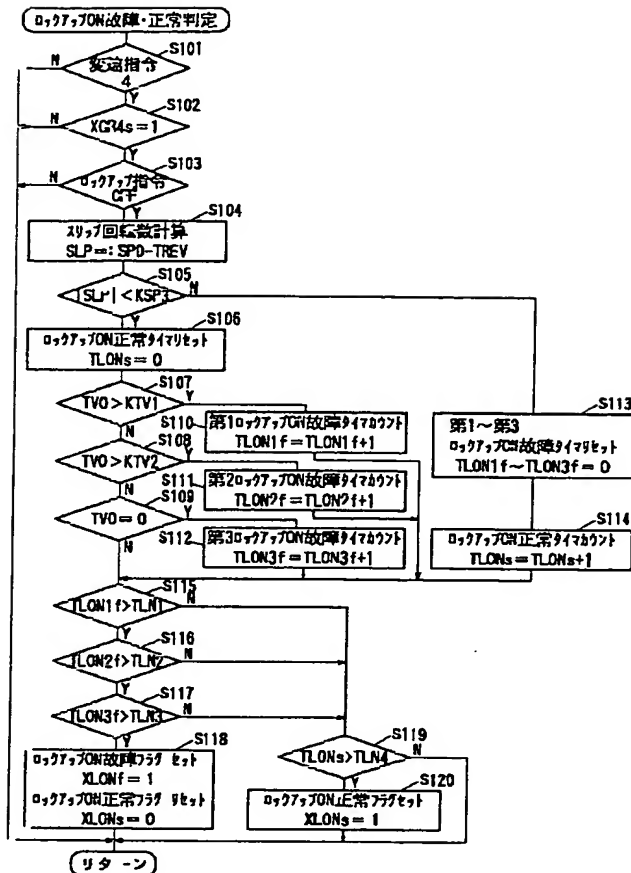 ロックアップON故障・正常判定
S101
変速指令
4
N
Y
S102
XGR4s=1
N
Y
S103
ロックアップ指令
OFF
N
Y
S104
スリップ回転数計算
SLP=:SPD-TREV
S105
|SLP|<KSP3
N
Y
S106
ロックアップON正常タイマリセット
TLONs=0
S107
TVO>KTV1
Y
N
S110
第1ロックアップON故障タイマカウント
TLON1f=TLON1f+1
S108
TVO>KTV2
Y
N
S111
第2ロックアップON故障タイマカウント
TLON2f=TLON2f+1
S109
TVO=0
Y
N
S112
第3ロックアップON故障タイマカウント
TLON3f=TLON3f+1
S113
第1~第3
ロックアップON故障タイマリセット
TLON1f~TLON3f=0
S114
ロックアップON正常タイマカウント
TLONs=TLONs+1
S115
TLON1f>TLN1
N
Y
S116
TLON2f>TLN2
N
Y
S117
TLON3f>TLN3
N
Y
S118
ロックアップON故障フラグ セット
XLONf=1
ロックアップON正常フラグ リセット
XLONs=0
S119
TLONs>TLN4
N
Y
S120
ロックアップON正常フラグセット
XLONs=1
リターン